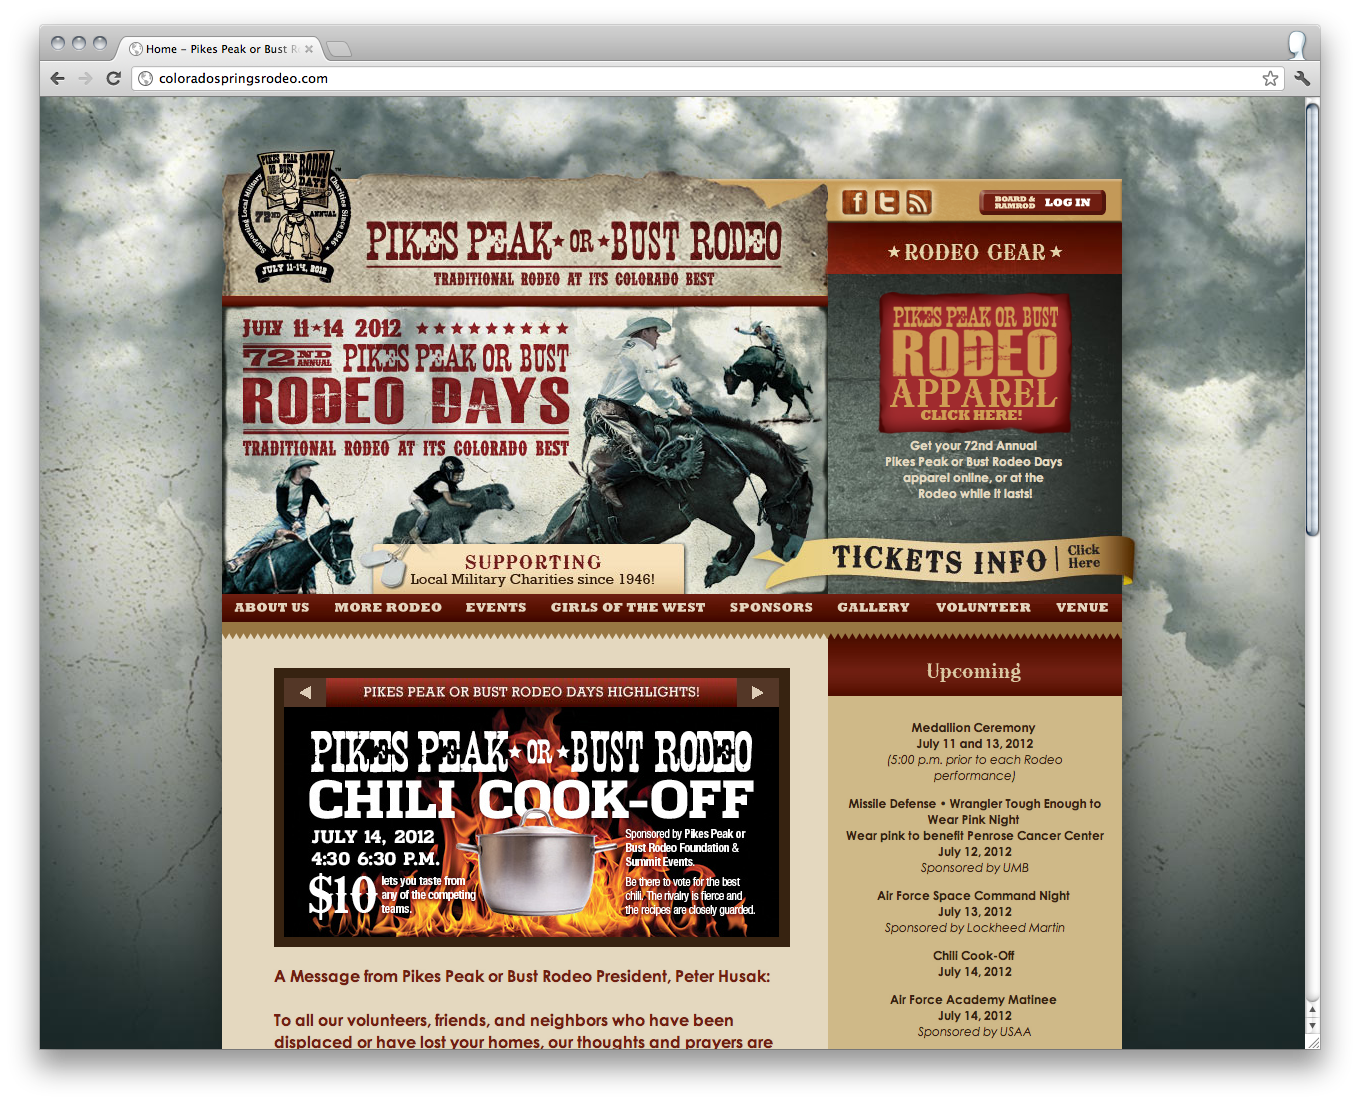 Home – Pikes Peak or Bust R
coloradospringsrodeo.com
PIKES PEAK
OR BUST
RODEO
DAYS
Supporting Local Military Charities Since 1946
72ND ANNUAL
JULY 11-14, 2012
PIKES PEAK OR BUST RODEO
TRADITIONAL RODEO AT ITS COLORADO BEST
f t
BOARD & RAMROD LOG IN
RODEO GEAR
JULY 11 14 2012
72ND ANNUAL PIKES PEAK OR BUST
RODEO DAYS
TRADITIONAL RODEO AT ITS COLORADO BEST
PIKES PEAK OR BUST
RODEO
APPAREL
CLICK HERE!
Get your 72nd Annual
Pikes Peak or Bust Rodeo Days
apparel online, or at the
Rodeo while it lasts!
SUPPORTING
Local Military Charities since 1946!
TICKETS INFO | Click Here
ABOUT US MORE RODEO EVENTS GIRLS OF THE WEST SPONSORS GALLERY VOLUNTEER VENUE
PIKES PEAK OR BUST RODEO DAYS HIGHLIGHTS!
PIKES PEAK OR BUST RODEO
CHILI COOK-OFF
JULY 14, 2012
4:30 6:30 P.M.
$10 lets you taste from
any of the competing
teams.
Sponsored by Pikes Peak or
Bust Rodeo Foundation &
Summit Events.
Be there to vote for the best
chili. The rivalry is fierce and
the recipes are closely guarded.
A Message from Pikes Peak or Bust Rodeo President, Peter Husak:
To all our volunteers, friends, and neighbors who have been
displaced or have lost your homes, our thoughts and prayers are
Upcoming
Medallion Ceremony
July 11 and 13, 2012
(5:00 p.m. prior to each Rodeo
performance)
Missile Defense • Wrangler Tough Enough to
Wear Pink Night
Wear pink to benefit Penrose Cancer Center
July 12, 2012
Sponsored by UMB
Air Force Space Command Night
July 13, 2012
Sponsored by Lockheed Martin
Chili Cook-Off
July 14, 2012
Air Force Academy Matinee
July 14, 2012
Sponsored by USAA